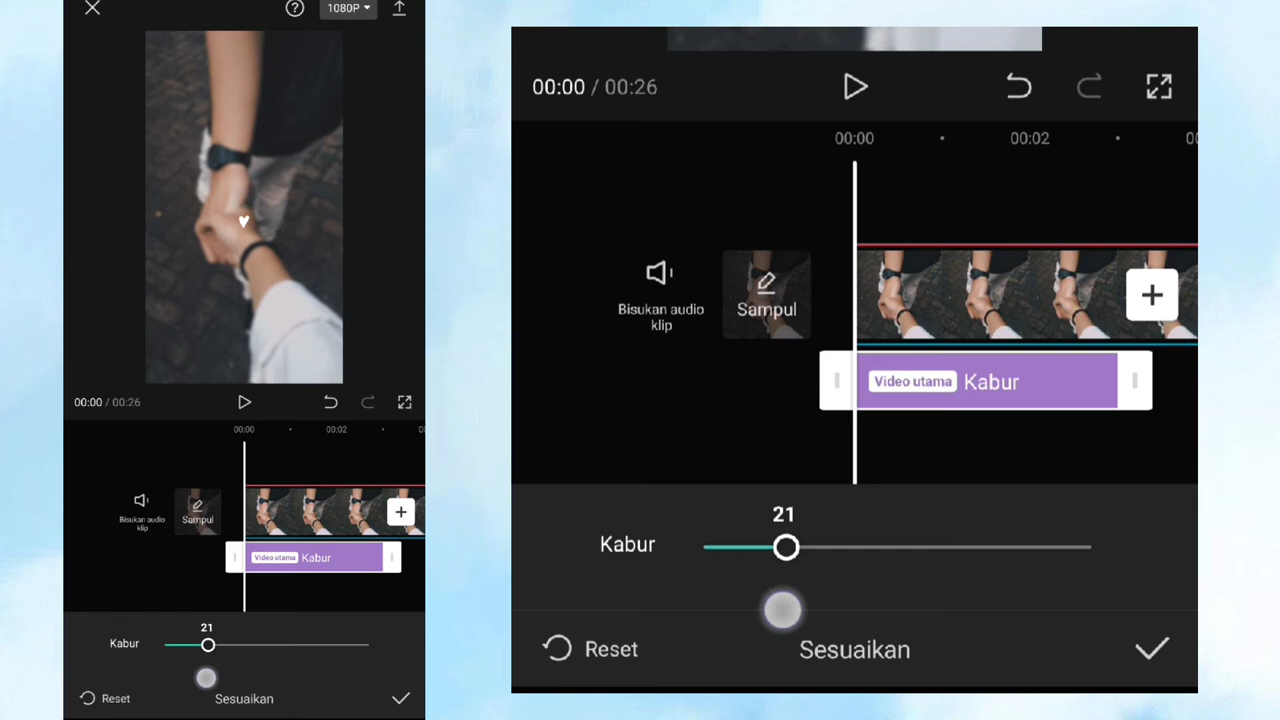 1080P
00:00 / 00:26
00:00
00:02
Bisukan audio
klip
Sampul
Video utama Kabur
21
Kabur
Reset
Sesuaikan
00:00 / 00:26
00:00
00:02
Bisukan audio
klip
Sampul
Video utama Kabur
21
Kabur
Reset
Sesuaikan